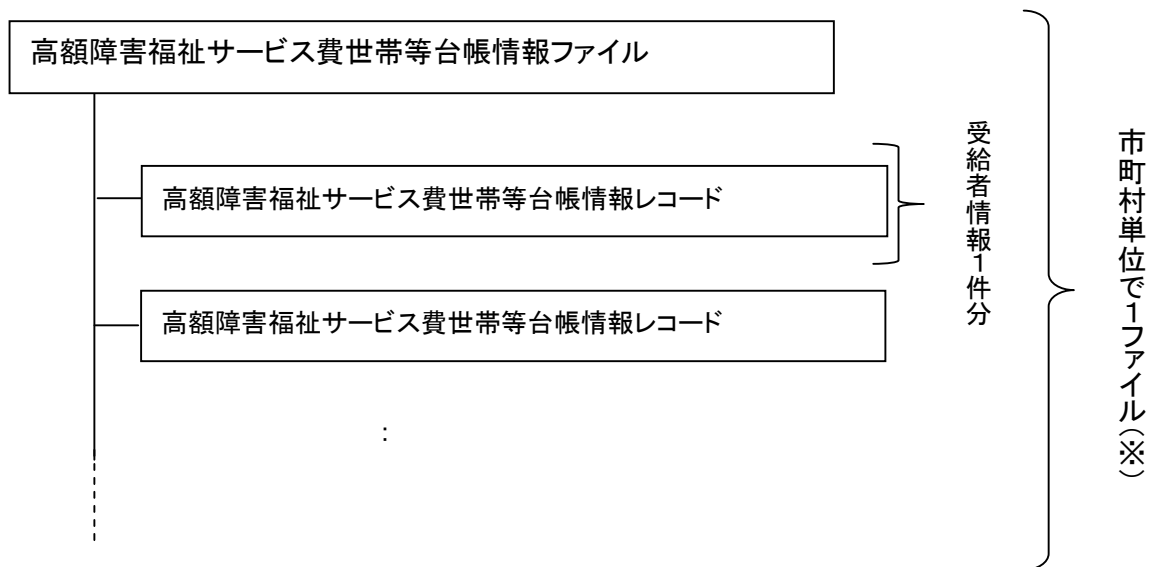 高額障害福祉サービス費世帯等台帳情報ファイル
高額障害福祉サービス費世帯等台帳情報レコード
高額障害福祉サービス費世帯等台帳情報レコード
:
受給者情報1件分
市町村単位で1ファイル(※)